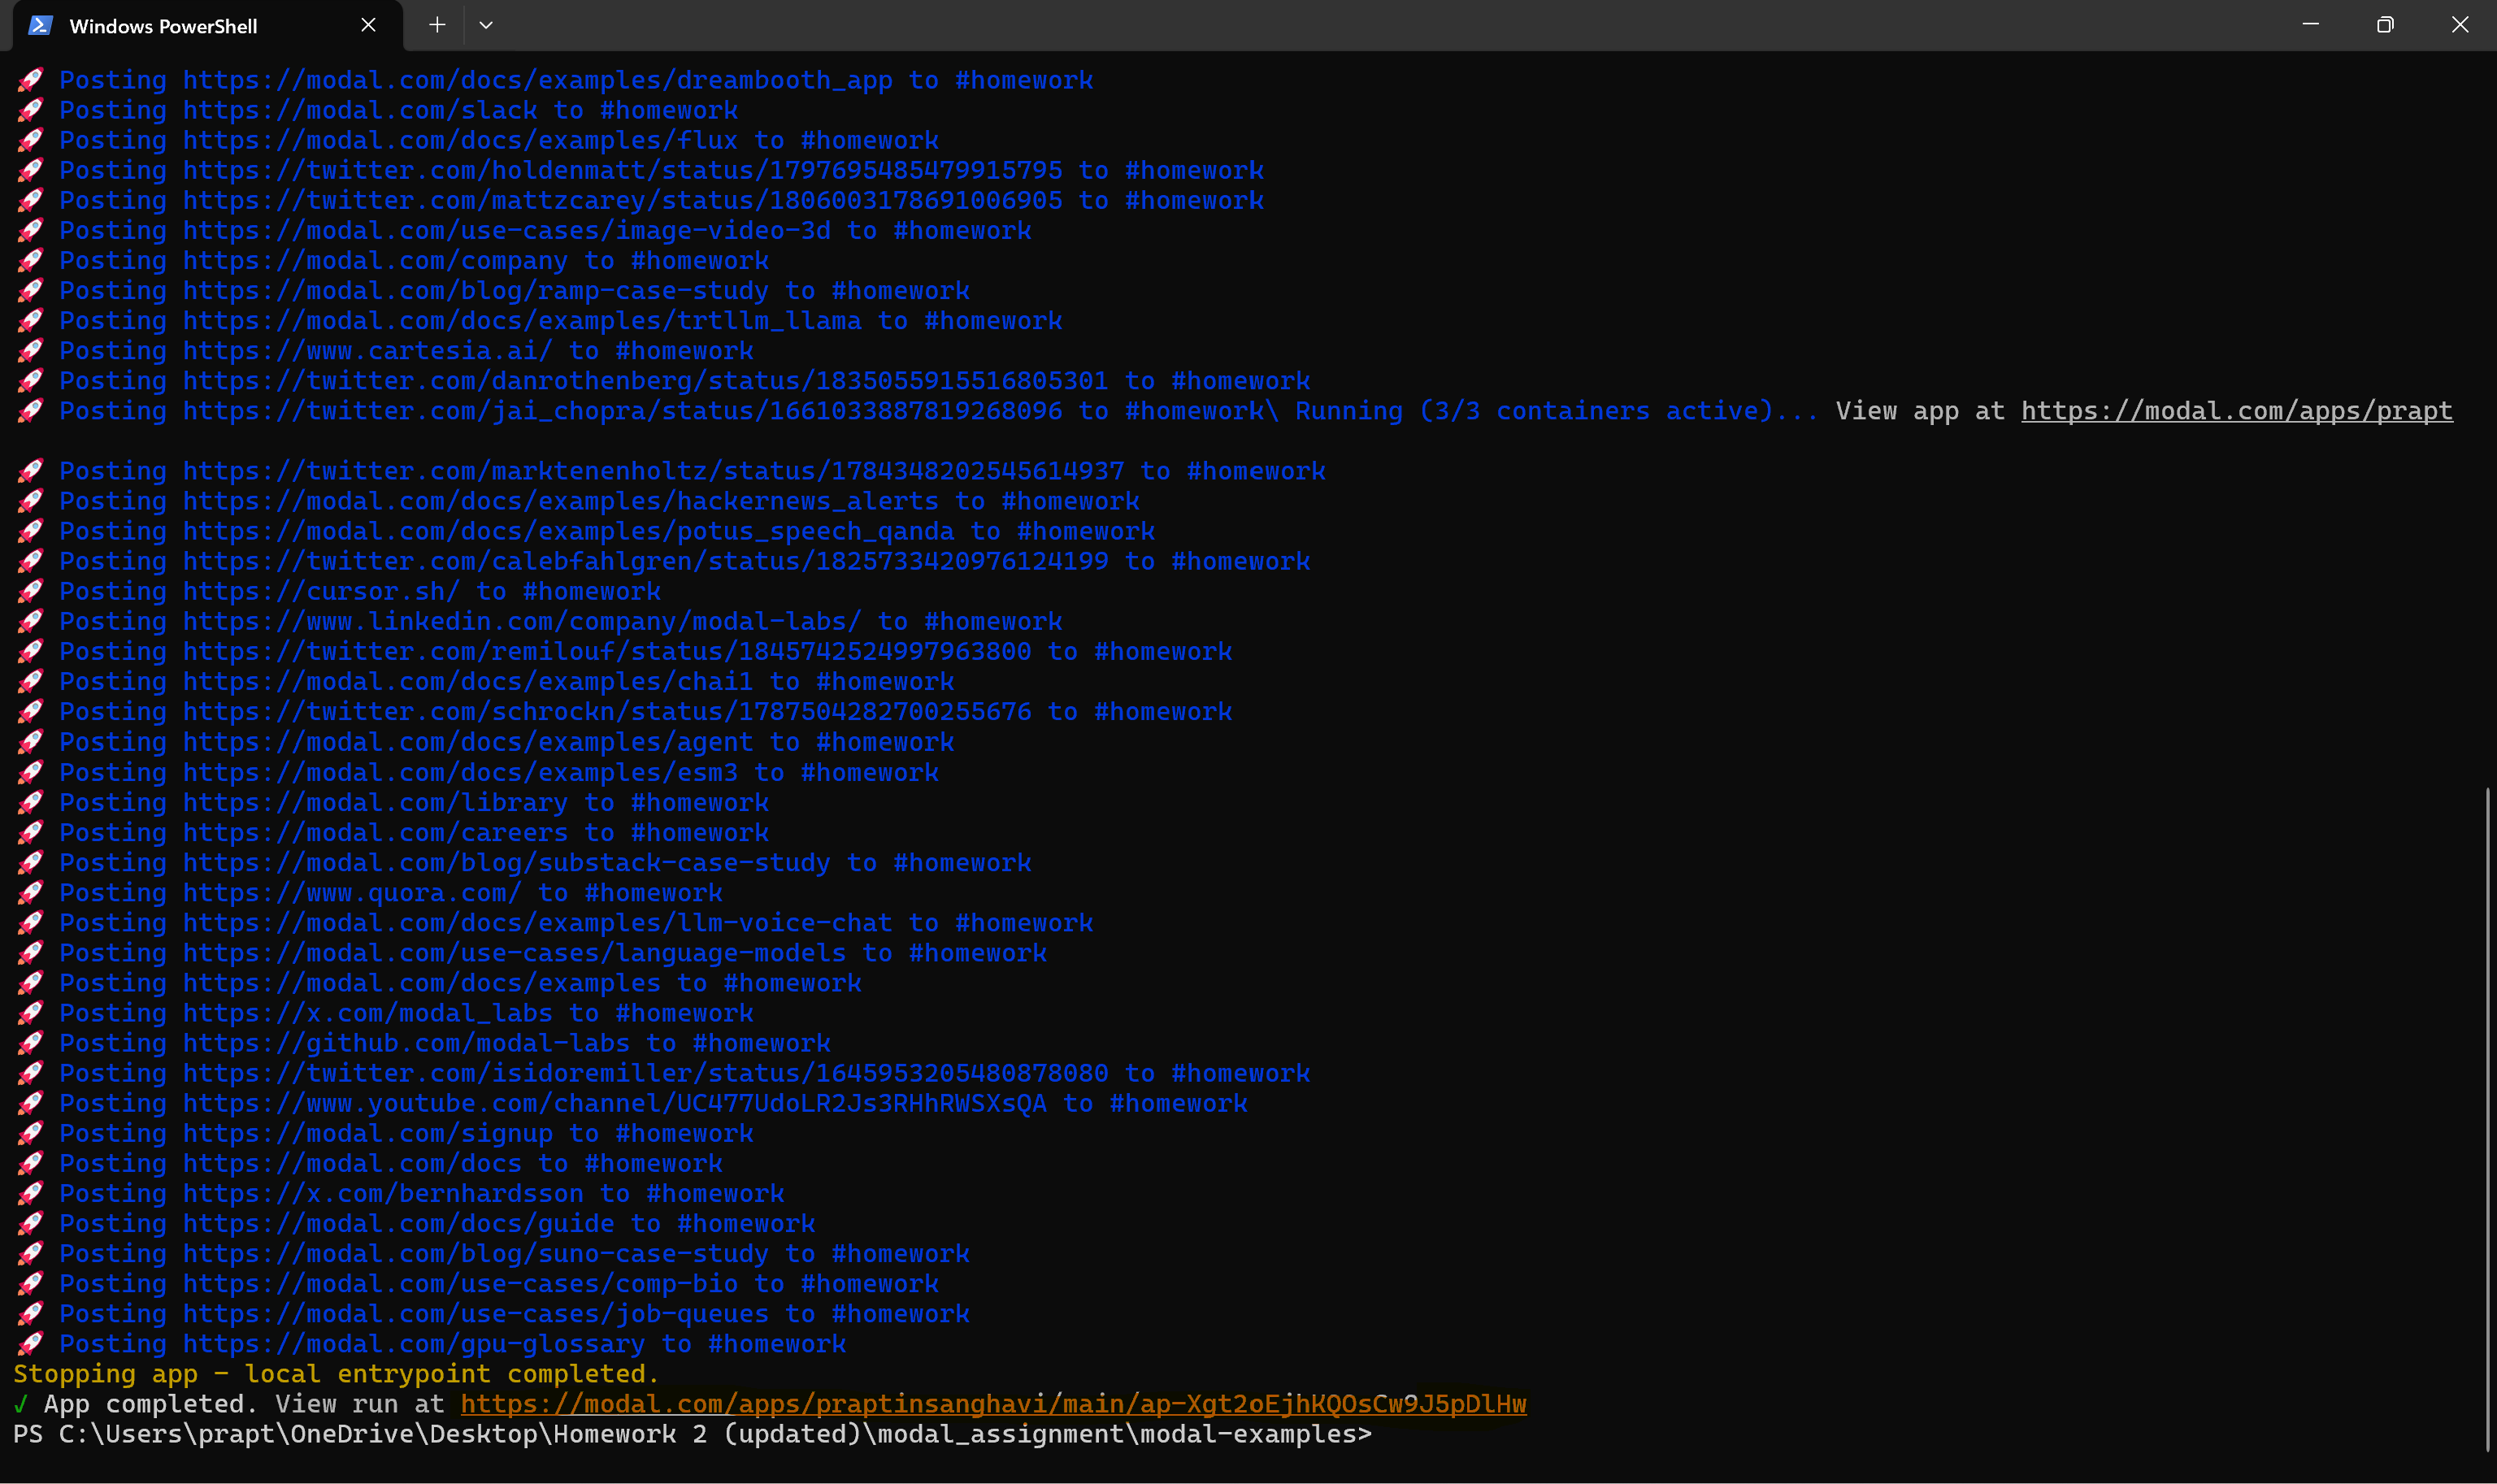 Windows PowerShell
🚀 Posting https://modal.com/docs/examples/dreambooth_app to #homework
🚀 Posting https://modal.com/slack to #homework
🚀 Posting https://modal.com/docs/examples/flux to #homework
🚀 Posting https://twitter.com/holdenmatt/status/1797695485479915795 to #homework
🚀 Posting https://twitter.com/mattzcarey/status/1806003178691006905 to #homework
🚀 Posting https://modal.com/use-cases/image-video-3d to #homework
🚀 Posting https://modal.com/company to #homework
🚀 Posting https://modal.com/blog/ramp-case-study to #homework
🚀 Posting https://modal.com/docs/examples/trtllm_llama to #homework
🚀 Posting https://www.cartesia.ai/ to #homework
🚀 Posting https://twitter.com/danrothenberg/status/1835055915516805301 to #homework
🚀 Posting https://twitter.com/jai_chopra/status/1661033887819268096 to #homework\ Running (3/3 containers active)... View app at https://modal.com/apps/prapt
🚀 Posting https://twitter.com/marktenenholtz/status/1784348202545614937 to #homework
🚀 Posting https://modal.com/docs/examples/hackernews_alerts to #homework
🚀 Posting https://modal.com/docs/examples/potus_speech_qanda to #homework
🚀 Posting https://twitter.com/calebfahlgren/status/1825733420976124199 to #homework
🚀 Posting https://cursor.sh/ to #homework
🚀 Posting https://www.linkedin.com/company/modal-labs/ to #homework
🚀 Posting https://twitter.com/remilouf/status/1845742524997963800 to #homework
🚀 Posting https://modal.com/docs/examples/chai1 to #homework
🚀 Posting https://twitter.com/schrockn/status/1787504282700255676 to #homework
🚀 Posting https://modal.com/docs/examples/agent to #homework
🚀 Posting https://modal.com/docs/examples/esm3 to #homework
🚀 Posting https://modal.com/library to #homework
🚀 Posting https://modal.com/careers to #homework
🚀 Posting https://modal.com/blog/substack-case-study to #homework
🚀 Posting https://www.quora.com/ to #homework
🚀 Posting https://modal.com/docs/examples/llm-voice-chat to #homework
🚀 Posting https://modal.com/use-cases/language-models to #homework
🚀 Posting https://modal.com/docs/examples to #homework
🚀 Posting https://x.com/modal_labs to #homework
🚀 Posting https://github.com/modal-labs to #homework
🚀 Posting https://twitter.com/isidoremiller/status/1645953205480878080 to #homework
🚀 Posting https://www.youtube.com/channel/UC477UdoLR2Js3RHhRWSXsQA to #homework
🚀 Posting https://modal.com/signup to #homework
🚀 Posting https://modal.com/docs to #homework
🚀 Posting https://x.com/bernhardsson to #homework
🚀 Posting https://modal.com/docs/guide to #homework
🚀 Posting https://modal.com/blog/suno-case-study to #homework
🚀 Posting https://modal.com/use-cases/comp-bio to #homework
🚀 Posting https://modal.com/use-cases/job-queues to #homework
🚀 Posting https://modal.com/gpu-glossary to #homework
Stopping app - local entrypoint completed.
✓ App completed. View run at https://modal.com/apps/praptinsanghavi/main/ap-Xgt2oEjhKQOsCw9J5pDlHw
PS C:\Users\prapt\OneDrive\Desktop\Homework 2 (updated)\modal_assignment\modal-examples>